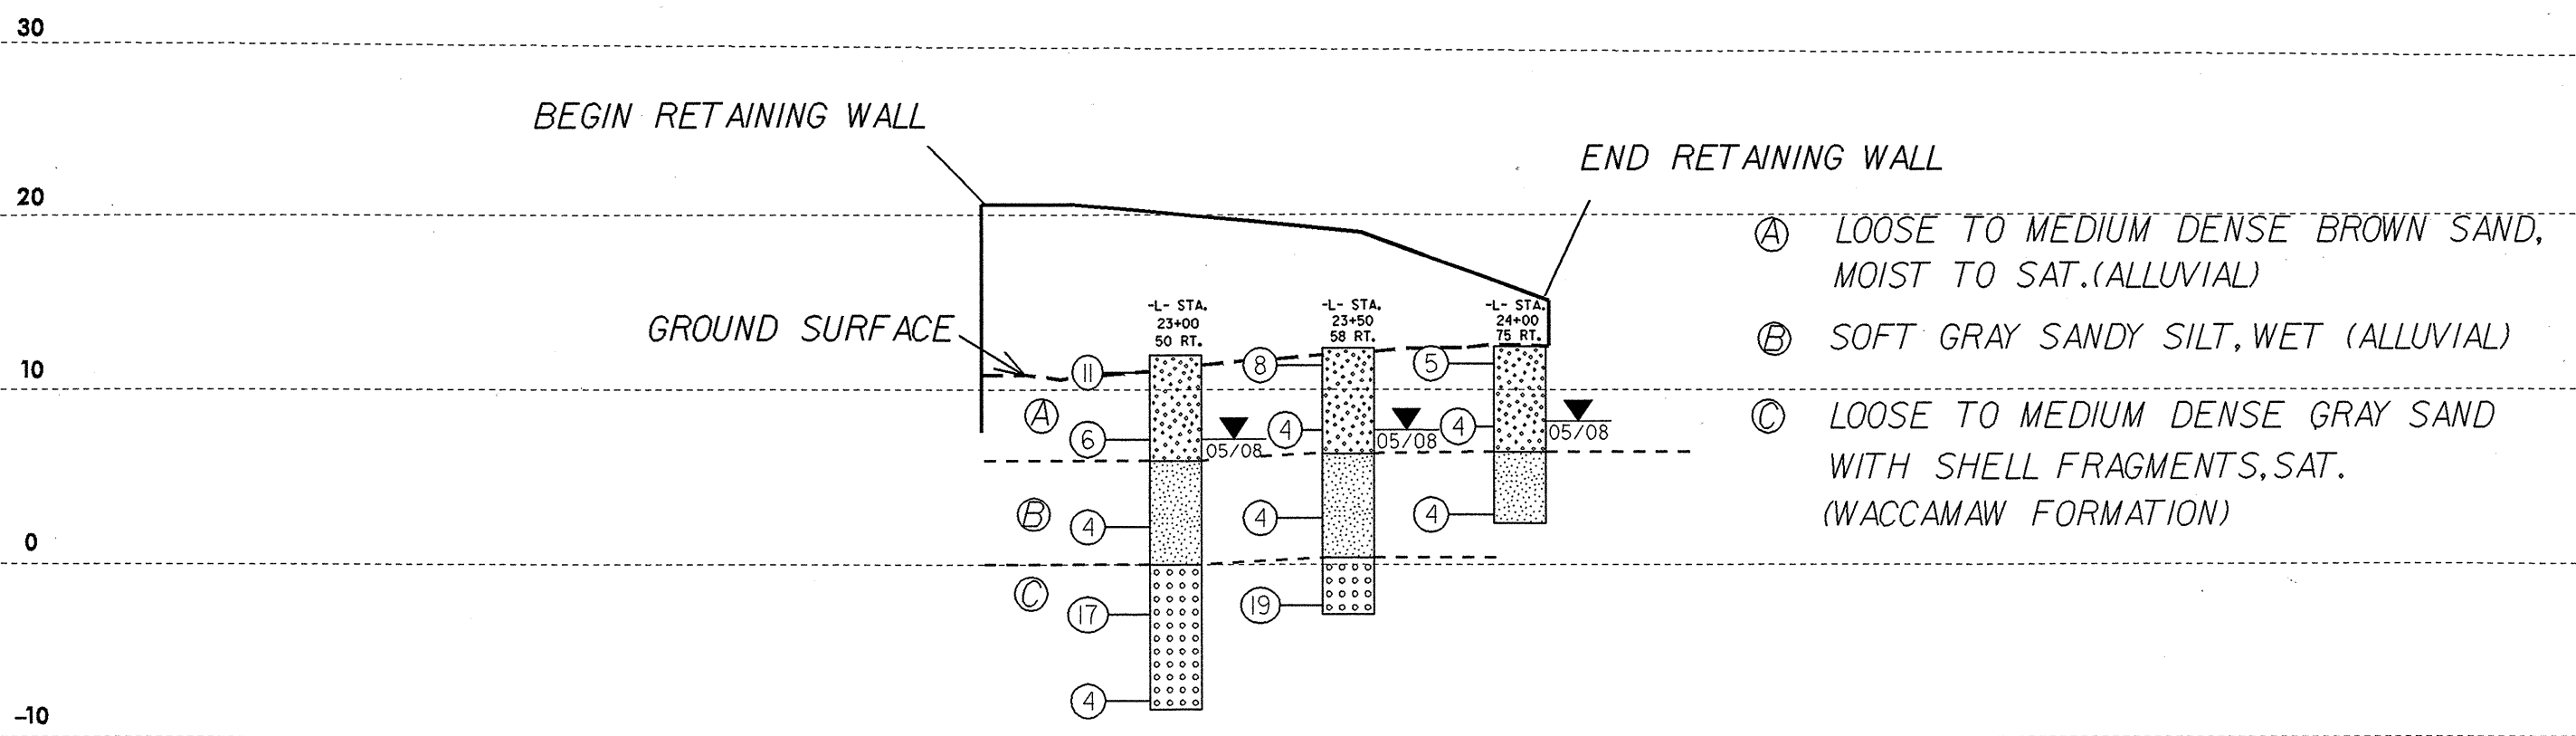 30
BEGIN RETAINING WALL
END RETAINING WALL
20
A LOOSE TO MEDIUM DENSE BROWN SAND,
MOIST TO SAT.(ALLUVIAL)
-L- STA.
23+00
50 RT.
-L- STA.
23+50
58 RT.
-L- STA.
24+00
75 RT.
GROUND SURFACE
B SOFT GRAY SANDY SILT, WET (ALLUVIAL)
10
11
8
5
A
C LOOSE TO MEDIUM DENSE GRAY SAND
WITH SHELL FRAGMENTS, SAT.
(WACCAMAW FORMATION)
6
05/08
4
05/08
4
05/08
B
4
4
4
0
C
17
19
4
-10